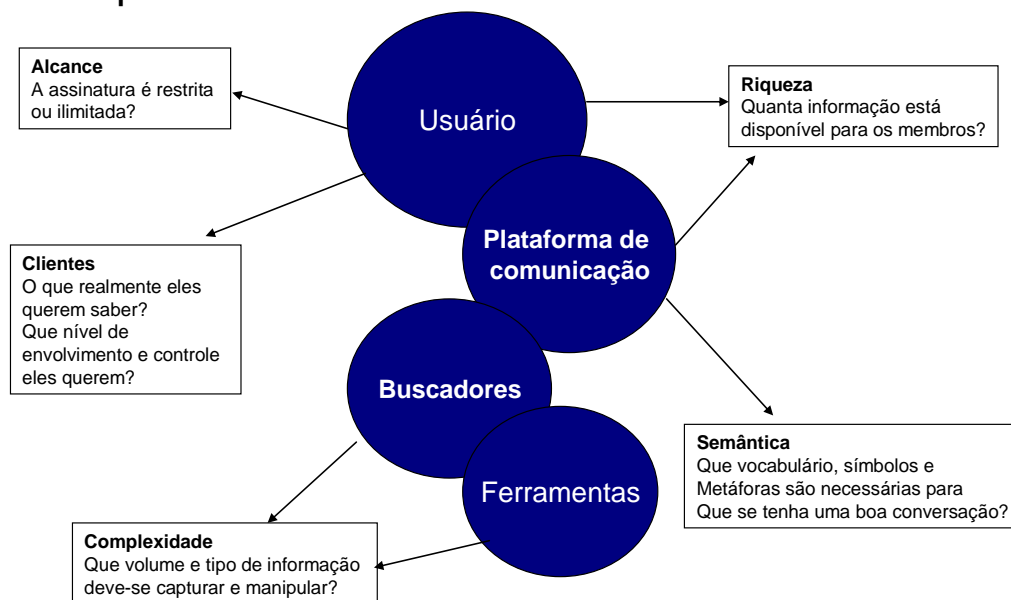 Alcance
A assinatura é restrita
ou ilimitada?
Usuário
Riqueza
Quanta informação está
disponível para os membros?
Plataforma de
comunicação
Clientes
O que realmente eles
querem saber?
Que nível de
envolvimento e controle
eles querem?
Buscadores
Semântica
Que vocabulário, símbolos e
Metáforas são necessárias para
Que se tenha uma boa conversação?
Ferramentas
Complexidade
Que volume e tipo de informação
deve-se capturar e manipular?